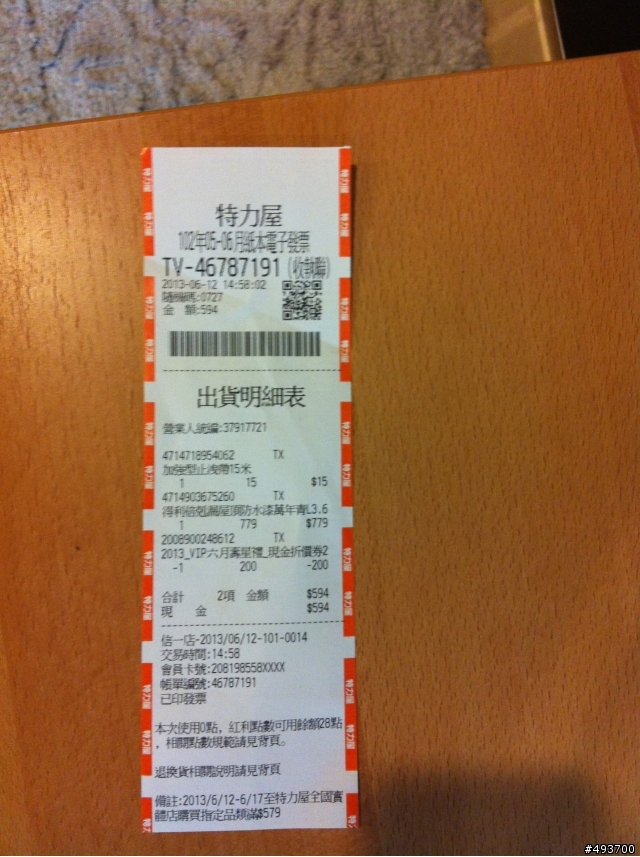 特力屋
102年05-06月紙本電子發票
TV-46787191 (收執聯)
2013-06-12 14:58:02
隨機碼:0727
金 額:594
出貨明細表
營業人統編:37917721
4714718954062 TX
加強型止洩帶15米
1 15 $15
4714903675260 TX
得利倍剋漏屋頂防水漆萬年青L3.6
1 779 $779
2008900248612 TX
2013_VIP六月壽星禮_現金折價券2
-1 200 -200
合計 2項 金額 $594
現 金 $594
信一店-2013/06/12-101-0014
交易時間:14:58
會員卡號:208198558XXXX
帳單編號:46787191
已印發票
本次使用0點, 紅利點數可用餘額28點
, 相關點數規範請見背頁。
退換貨相關說明請見背頁
備註:2013/6/12-6/17至特力屋全國實
體店購買指定品類滿$579
#493700